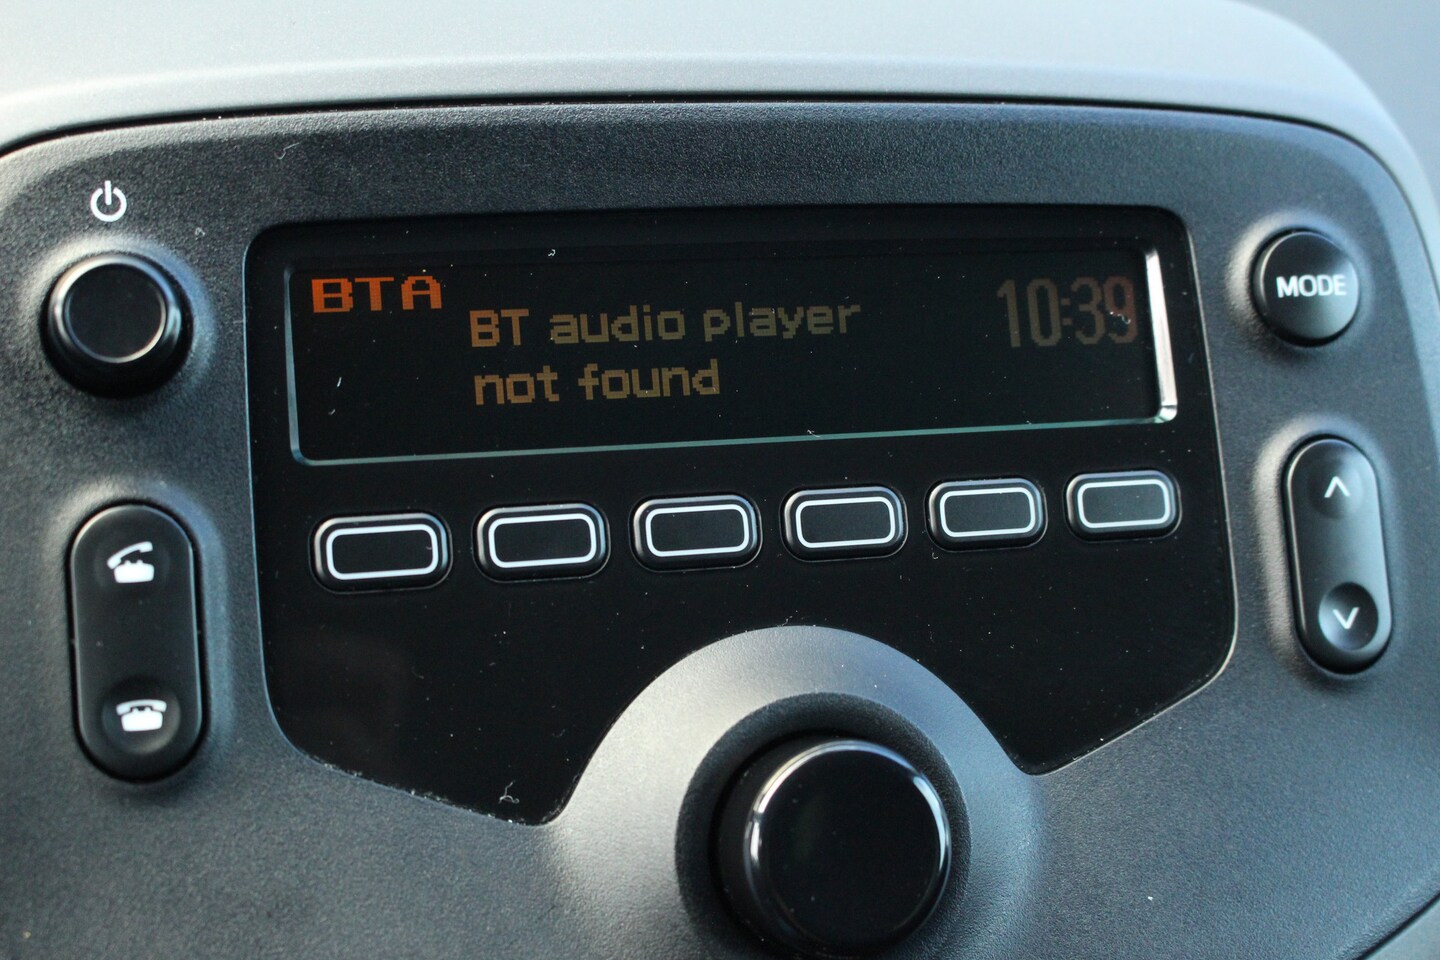 BTA
BT audio player
not found
10:39
MODE